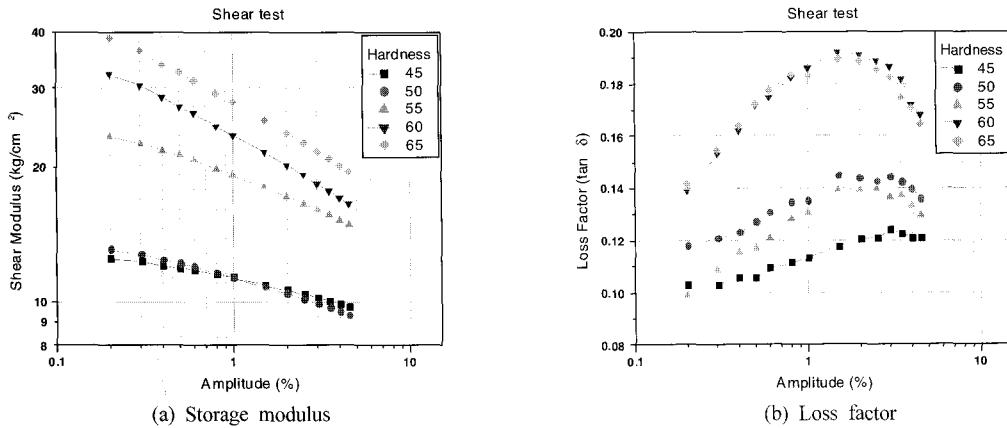 Shear test
Shear Modulus (kg/cm²)
40
30
20
10
9
8
0.1
1
10
Amplitude (%)
Hardness
45
50
55
60
65
(a) Storage modulus
Shear test
Loss Factor (tan δ)
0.20
0.18
0.16
0.14
0.12
0.10
0.08
0.1
1
10
Amplitude (%)
Hardness
45
50
55
60
65
(b) Loss factor